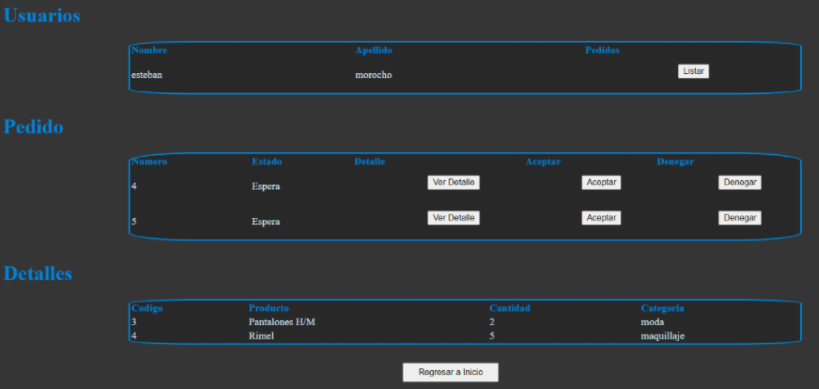 Usuarios
Nombre Apellido Pedidos
esteban morocho Listar
Pedido
Numero Estado Detalle Aceptar Denegar
4 Espera Ver Detalle Aceptar Denegar
5 Espera Ver Detalle Aceptar Denegar
Detalles
Codigo Producto Cantidad Categoria
3 Pantalones H/M 2 moda
4 Rimel 5 maquillaje
Regresar a Inicio